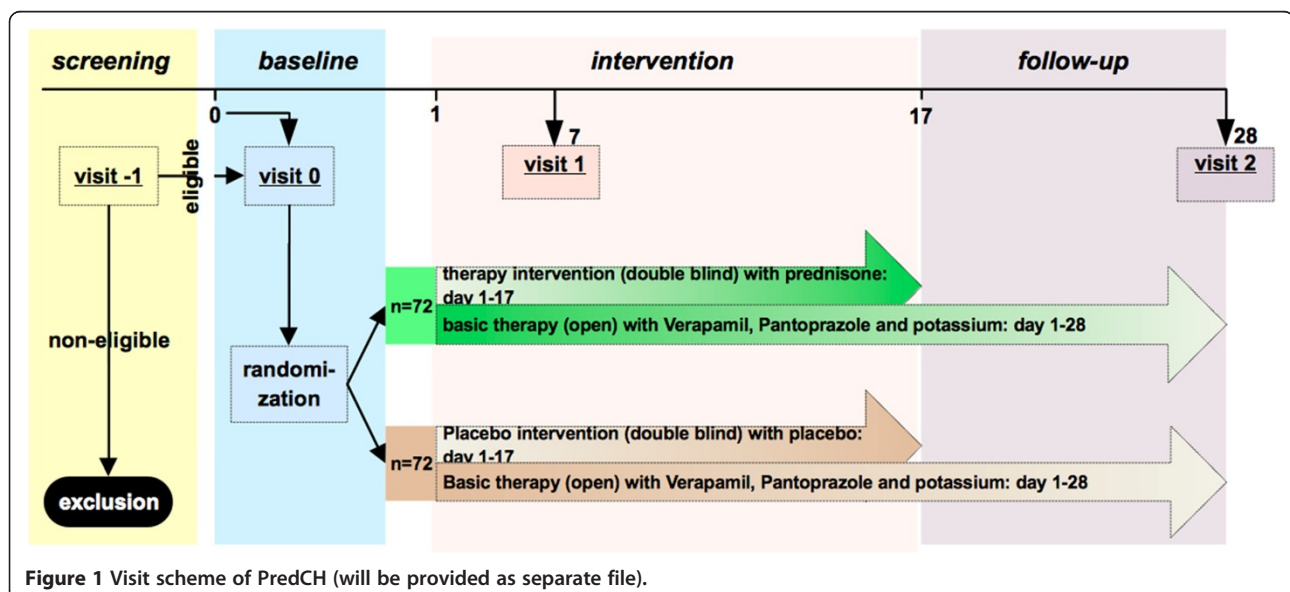 screening
baseline
intervention
follow-up
0
1
17
7
28
visit -1
eligible
visit 0
visit 1
visit 2
therapy intervention (double blind) with prednisone:
day 1-17
n=72
basic therapy (open) with Verapamil, Pantoprazole and potassium: day 1-28
non-eligible
randomi-
zation
Placebo intervention (double blind) with placebo:
day 1-17
n=72
Basic therapy (open) with Verapamil, Pantoprazole and potassium: day 1-28
exclusion
Figure 1 Visit scheme of PredCH (will be provided as separate file).